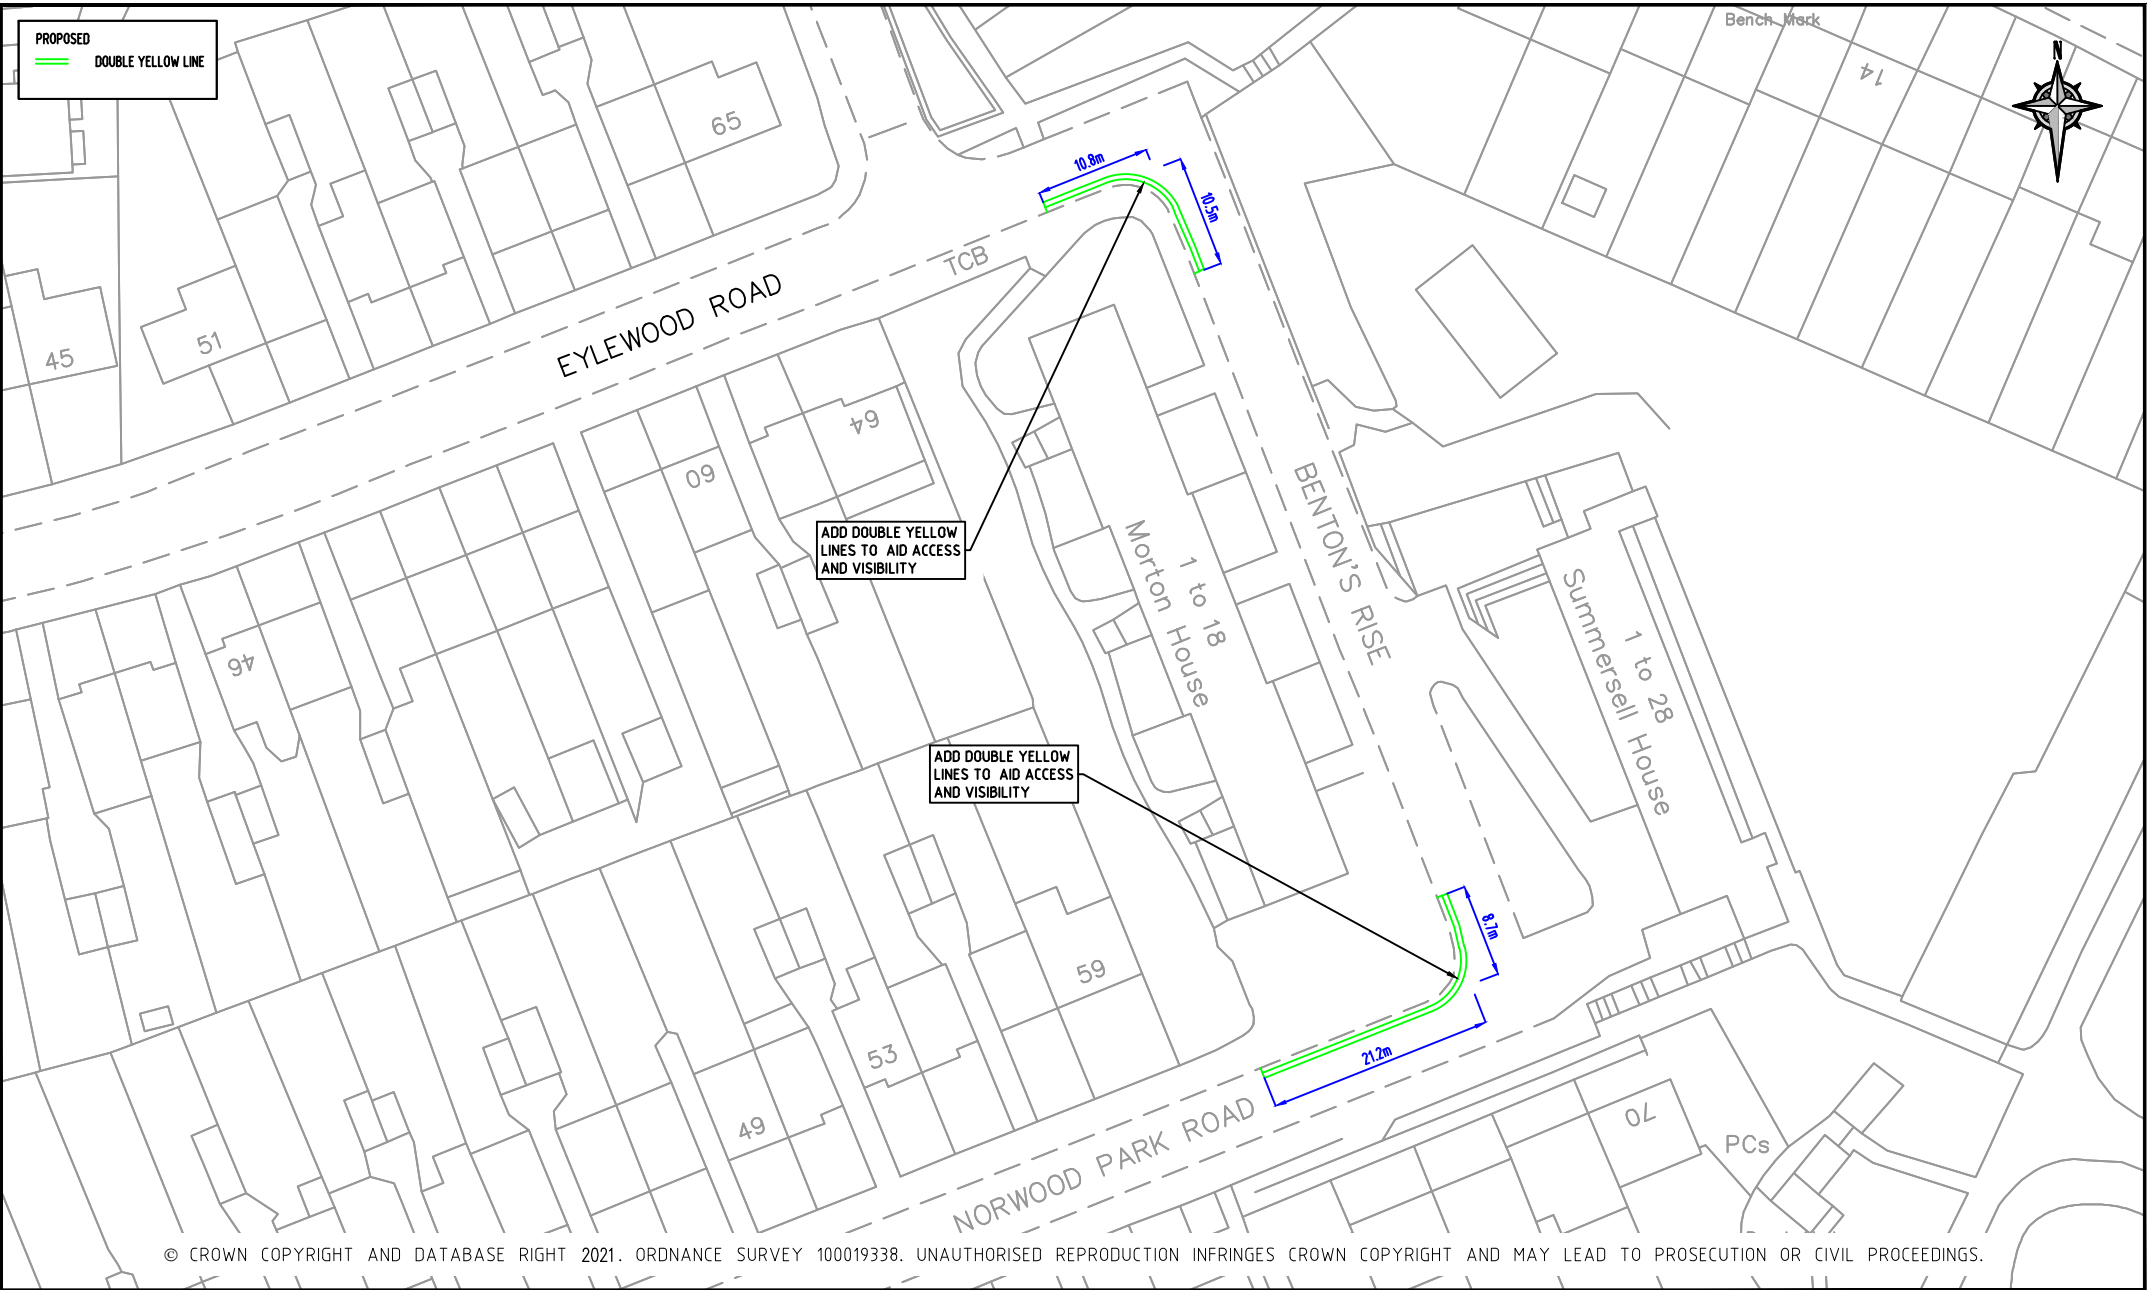 PROPOSED
DOUBLE YELLOW LINE
Bench Mark
14
N
65
10.8m
10.5m
TCB
EYLEWOOD ROAD
51
45
64
60
ADD DOUBLE YELLOW
LINES TO AID ACCESS
AND VISIBILITY
BENTON'S RISE
1 to 18
Morton House
1 to 28
Summersell House
46
ADD DOUBLE YELLOW
LINES TO AID ACCESS
AND VISIBILITY
8.7m
59
53
21.2m
49
NORWOOD PARK ROAD
70
PCs
© CROWN COPYRIGHT AND DATABASE RIGHT 2021. ORDNANCE SURVEY 100019338. UNAUTHORISED REPRODUCTION INFRINGES CROWN COPYRIGHT AND MAY LEAD TO PROSECUTION OR CIVIL PROCEEDINGS.